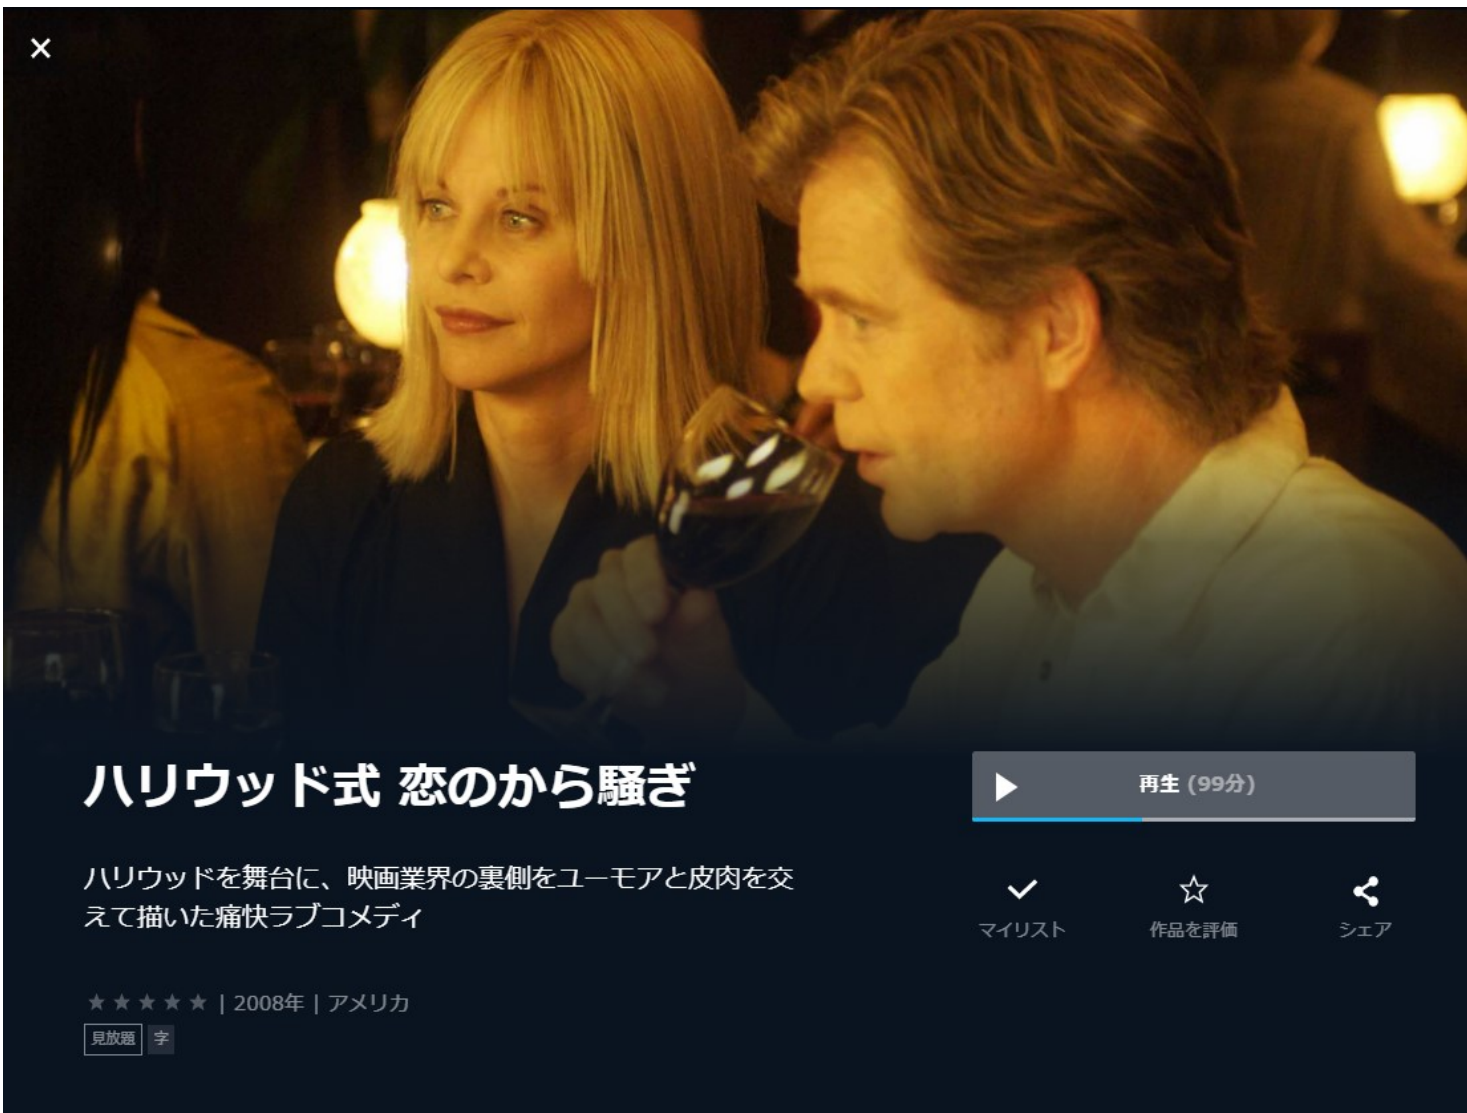 ハリウッド式 恋のから騒ぎ
再生 (99分)
ハリウッドを舞台に、映画業界の裏側をユーモアと皮肉を交
えて描いた痛快ラブコメディ
マイリスト
作品を評価
シェア
★★★★★ | 2008年 | アメリカ
見放題 字